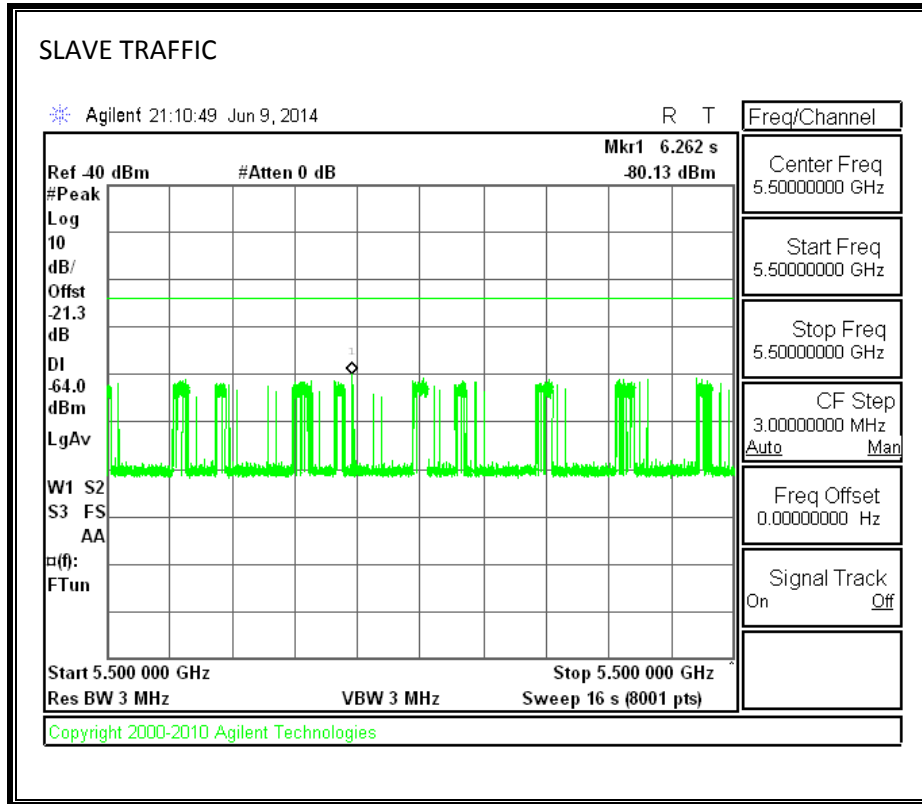 SLAVE TRAFFIC
Agilent 21:10:49 Jun 9, 2014
R T
Mkr1 6.262 s
Ref -40 dBm
#Atten 0 dB
-80.13 dBm
#Peak
Log
10
dB/
Offst
-21.3
dB
DI
-64.0
dBm
LgAv
W1 S2
S3 FS
AA
¤(f):
FTun
1
Start 5.500 000 GHz
Stop 5.500 000 GHz
Res BW 3 MHz
VBW 3 MHz
Sweep 16 s (8001 pts)
Copyright 2000-2010 Agilent Technologies
Freq/Channel
Center Freq
5.50000000 GHz
Start Freq
5.50000000 GHz
Stop Freq
5.50000000 GHz
CF Step
3.00000000 MHz
Auto Man
Freq Offset
0.00000000 Hz
Signal Track
On Off